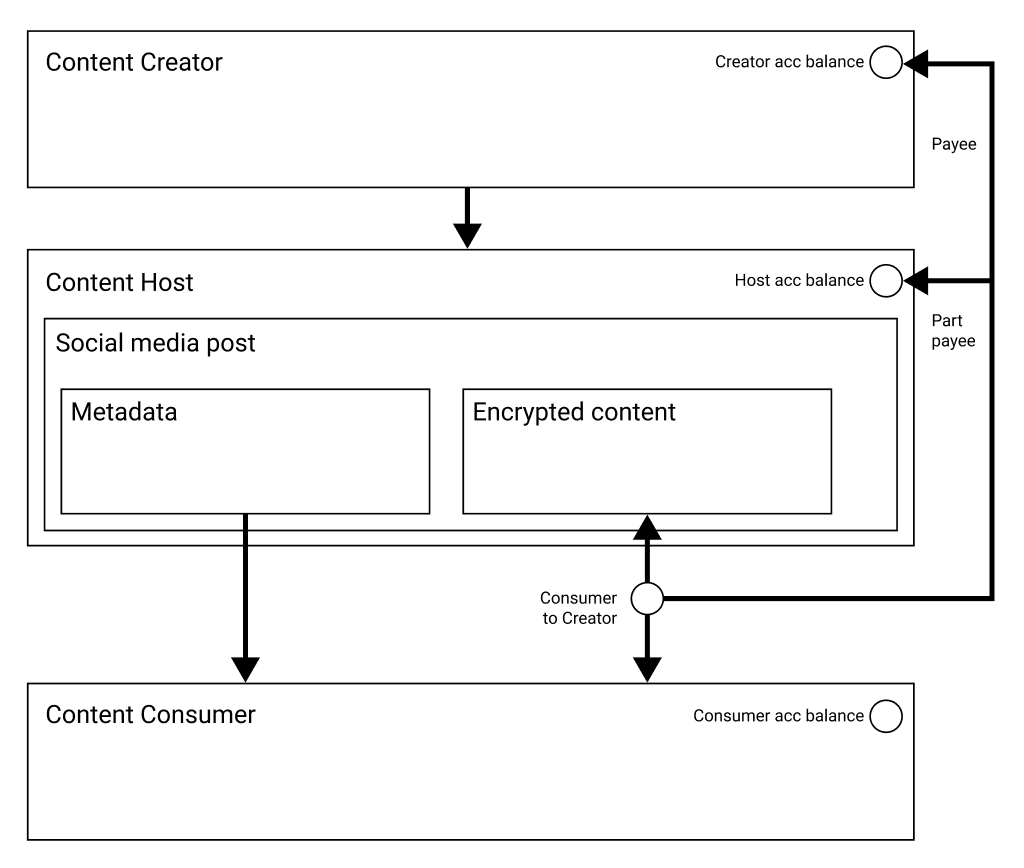 Content Creator
Creator acc balance
Payee
Content Host
Host acc balance
Part
payee
Social media post
Metadata
Encrypted content
Consumer
to Creator
Content Consumer
Consumer acc balance